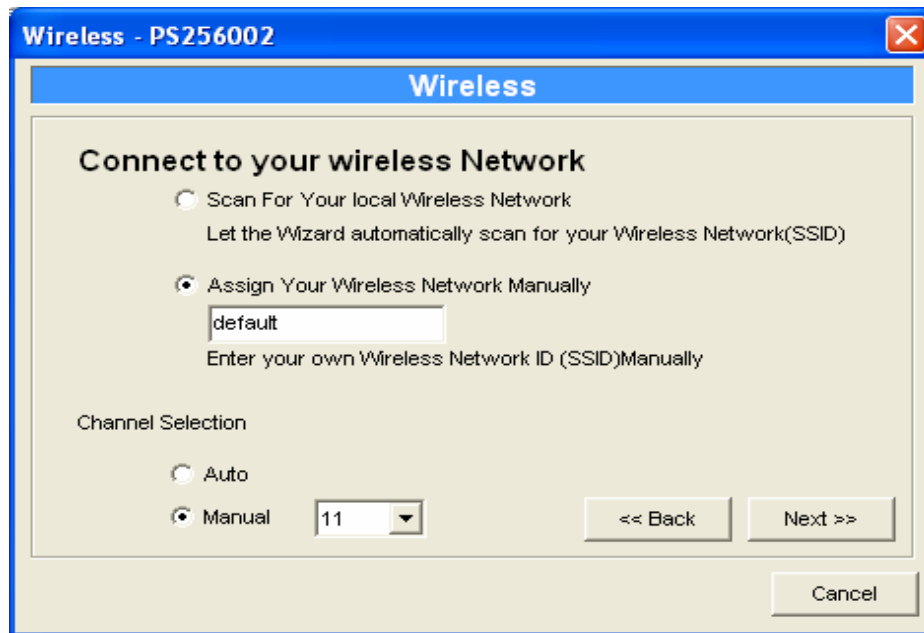 Wireless - PS256002
Wireless
Connect to your wireless Network
Scan For Your local Wireless Network
Let the Wizard automatically scan for your Wireless Network(SSID)
Assign Your Wireless Network Manually
default
Enter your own Wireless Network ID (SSID)Manually
Channel Selection
Auto
Manual 11 << Back Next >>
Cancel